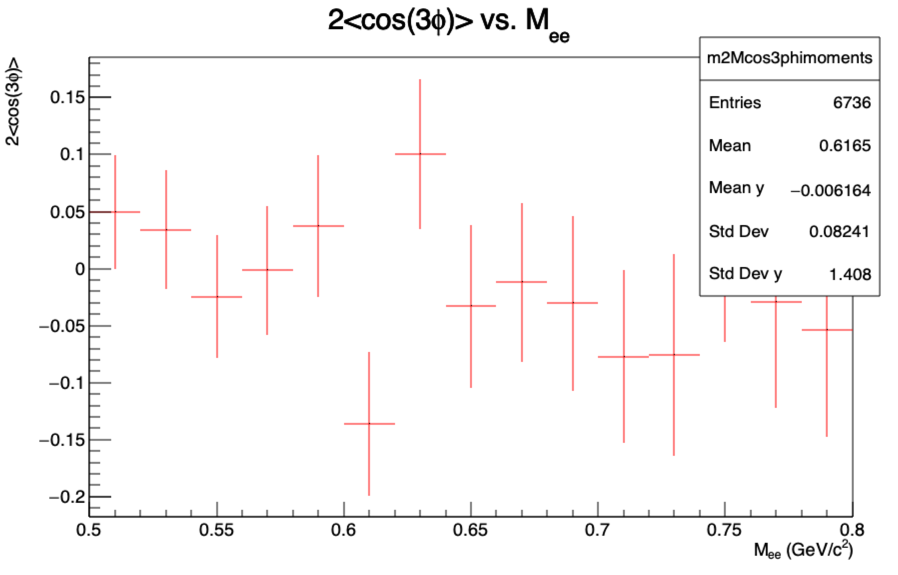 2<cos(3ϕ)> vs. Mee
2<cos(3ϕ)>
m2Mcos3phimoments
Entries 6736
Mean 0.6165
Mean y −0.006164
Std Dev 0.08241
Std Dev y 1.408
0.15
0.1
0.05
0
−0.05
−0.1
−0.15
−0.2
0.5 0.55 0.6 0.65 0.7 0.75 0.8
Mee (GeV/c²)